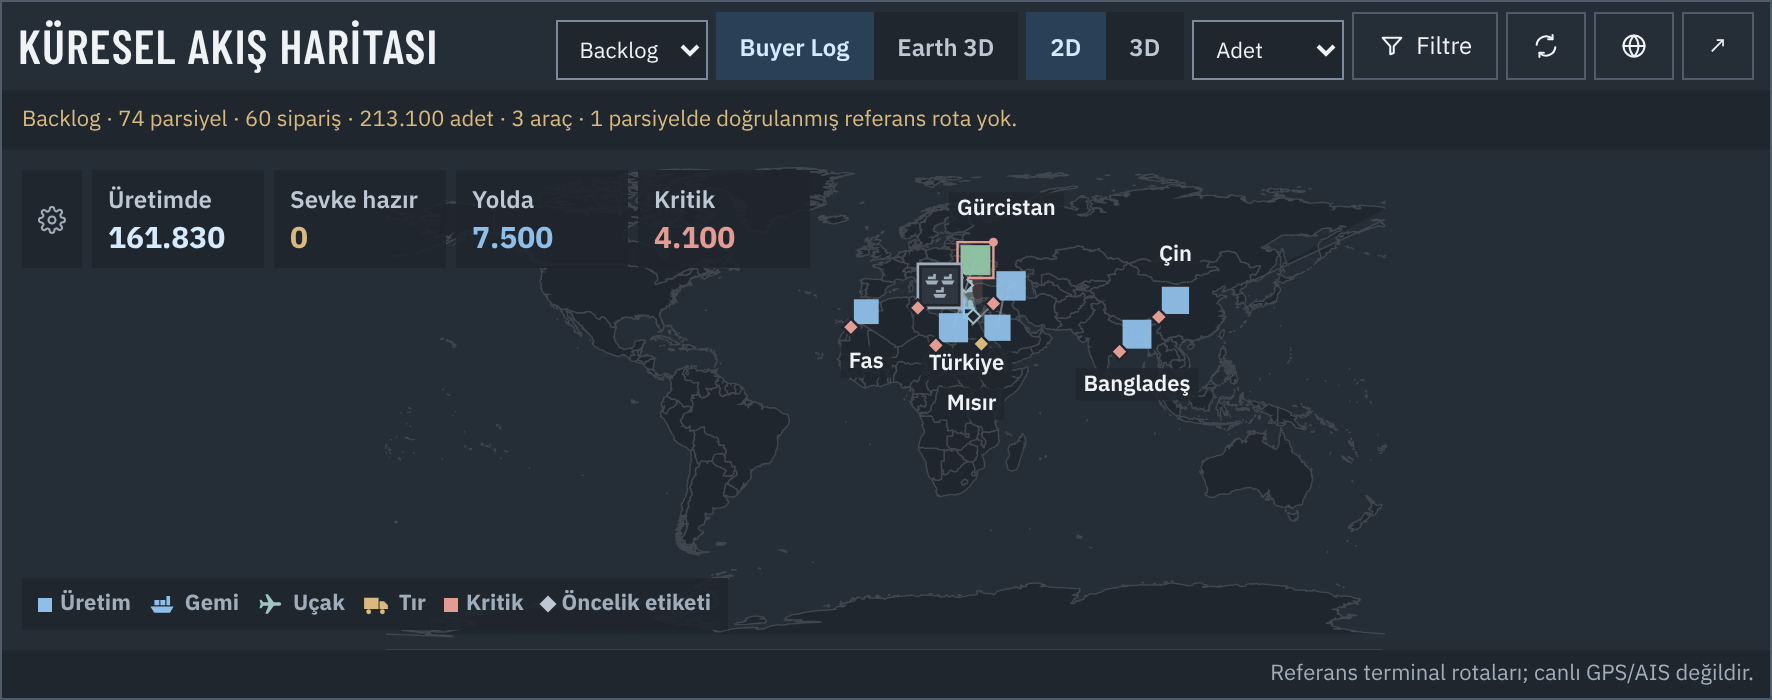 KÜRESEL AKIŞ HARİTASI
Backlog
Buyer Log
Earth 3D
2D
3D
Adet
Filtre
Backlog · 74 parsiyel · 60 sipariş · 213.100 adet · 3 araç · 1 parsiyelde doğrulanmış referans rota yok.
Üretimde
161.830
Sevke hazır
0
Yolda
7.500
Kritik
4.100
Gürcistan
Çin
Fas
Türkiye
Bangladeş
Mısır
Üretim
Gemi
Uçak
Tır
Kritik
Öncelik etiketi
Referans terminal rotaları; canlı GPS/AIS değildir.